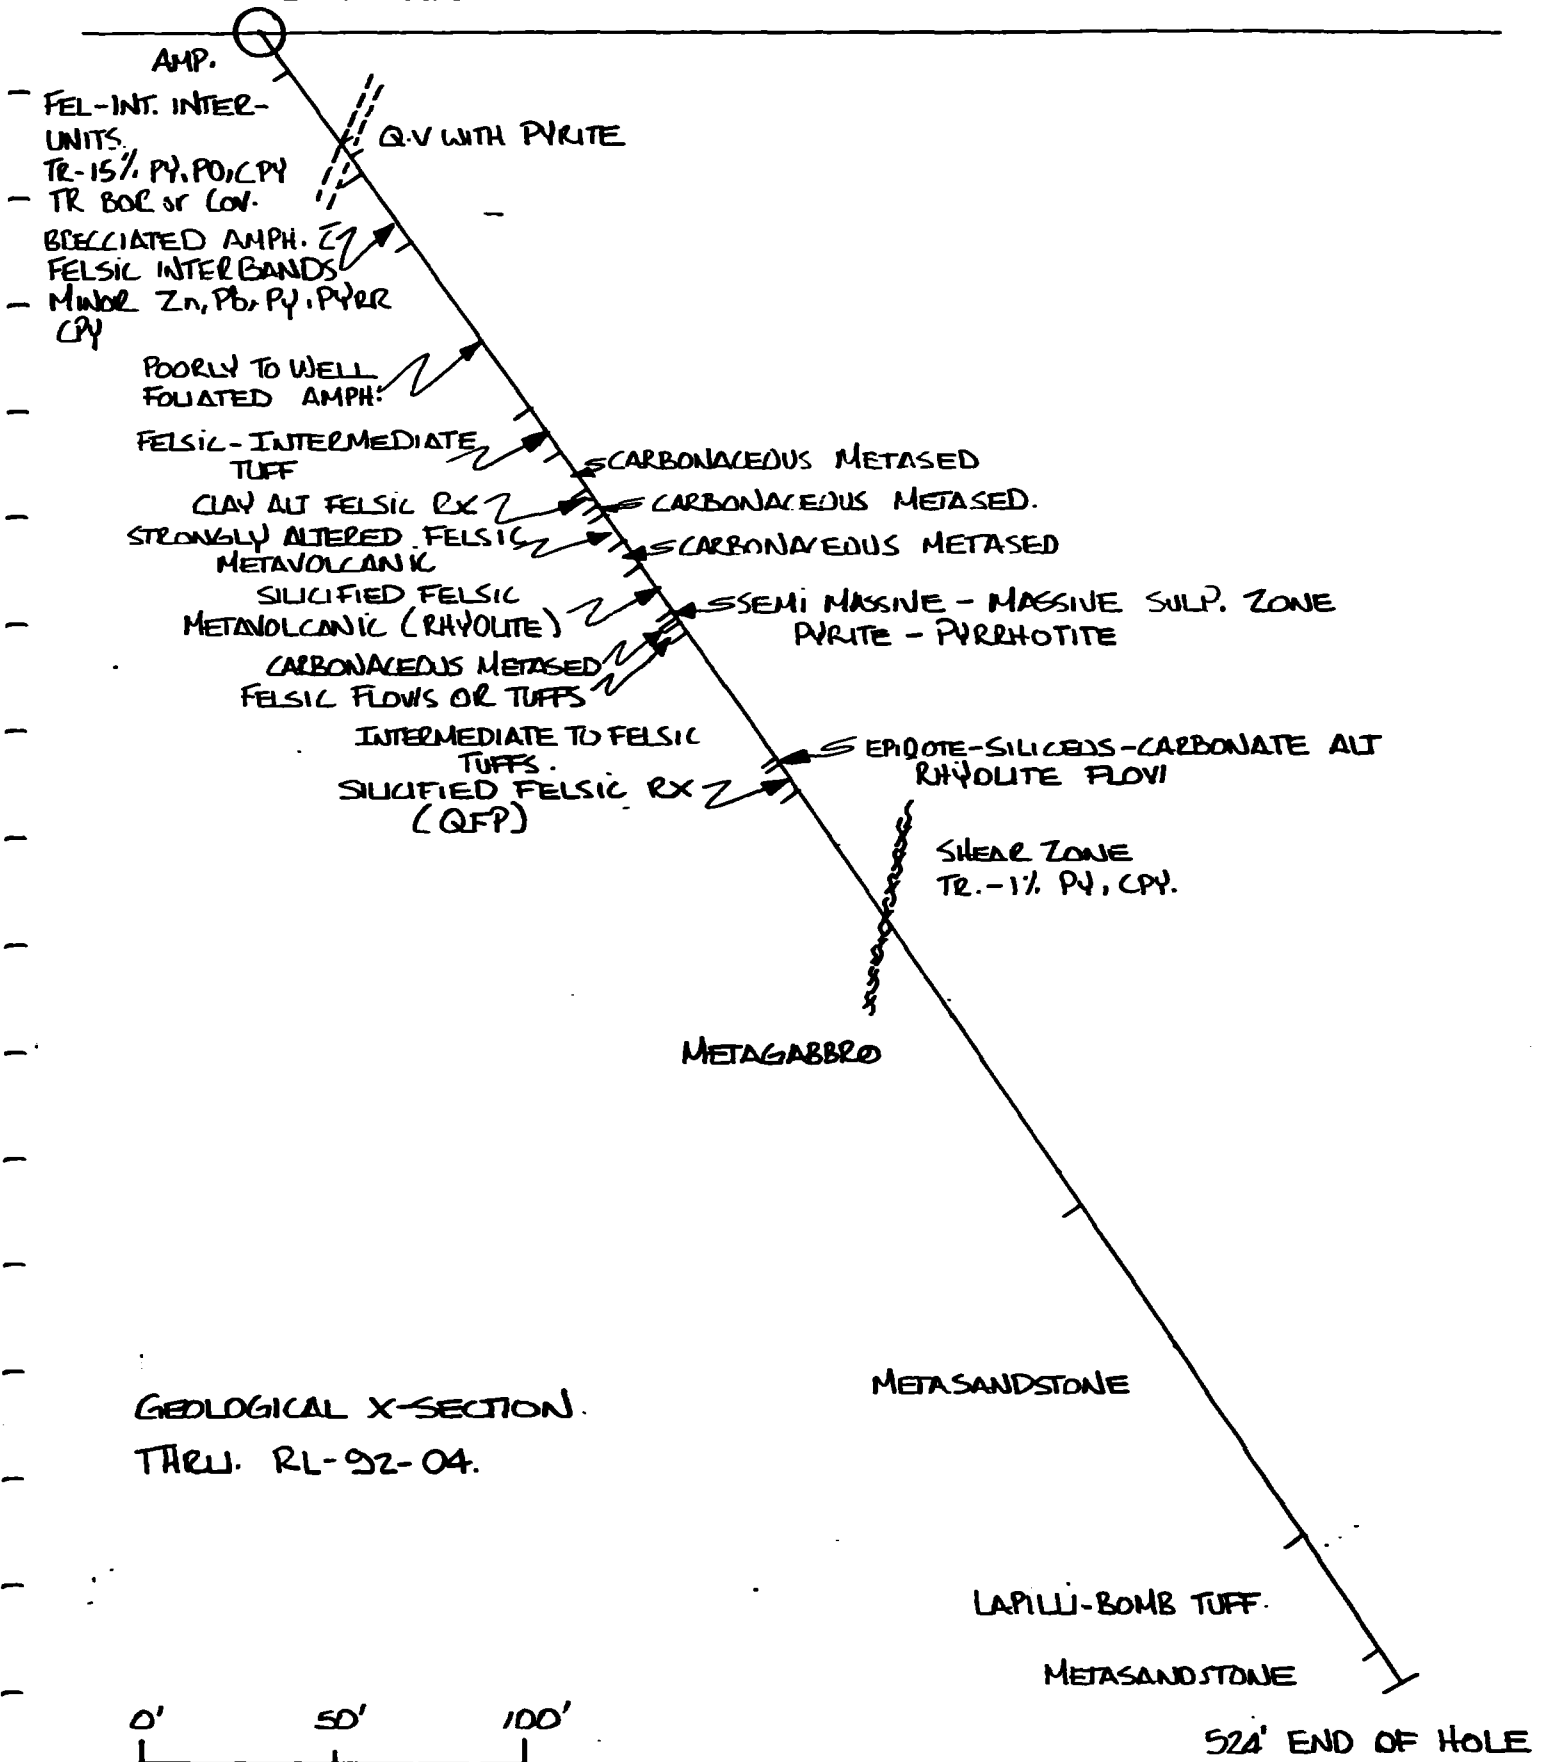 AMP.
FEL-INT. INTER-
UNITS.
TR-15% PY, PO, CPY
TR BOR or COV.
Q.V WITH PYRITE
BRECCIATED AMPH. C̄
FELSIC INTERBANDS
MINOR Zn, Pb, Py, PYRR
CPY
POORLY TO WELL
FOLIATED AMPH.
FELSIC-INTERMEDIATE
TUFF
CARBONACEOUS METASED
CLAY ALT FELSIC RX
CARBONACEOUS METASED.
STRONGLY ALTERED FELSIC
METAVOLCANIC
CARBONACEOUS METASED
SILICIFIED FELSIC
METAVOLCANIC (RHYOLITE)
SEMI MASSIVE - MASSIVE SULP. ZONE
PYRITE - PYRRHOTITE
CARBONACEOUS METASED
FELSIC FLOWS OR TUFFS
INTERMEDIATE TO FELSIC
TUFFS.
EPIDOTE-SILICEOS-CARBONATE ALT
RHYOLITE FLOW
SILICIFIED FELSIC RX
(QFP)
SHEAR ZONE
TR.-1% PY, CPY.
METAGABBRO
METASANDSTONE
GEOLOGICAL X-SECTION.
THRU. RL-92-04.
LAPILLI-BOMB TUFF.
METASANDSTONE
0' 50' 100'
524' END OF HOLE